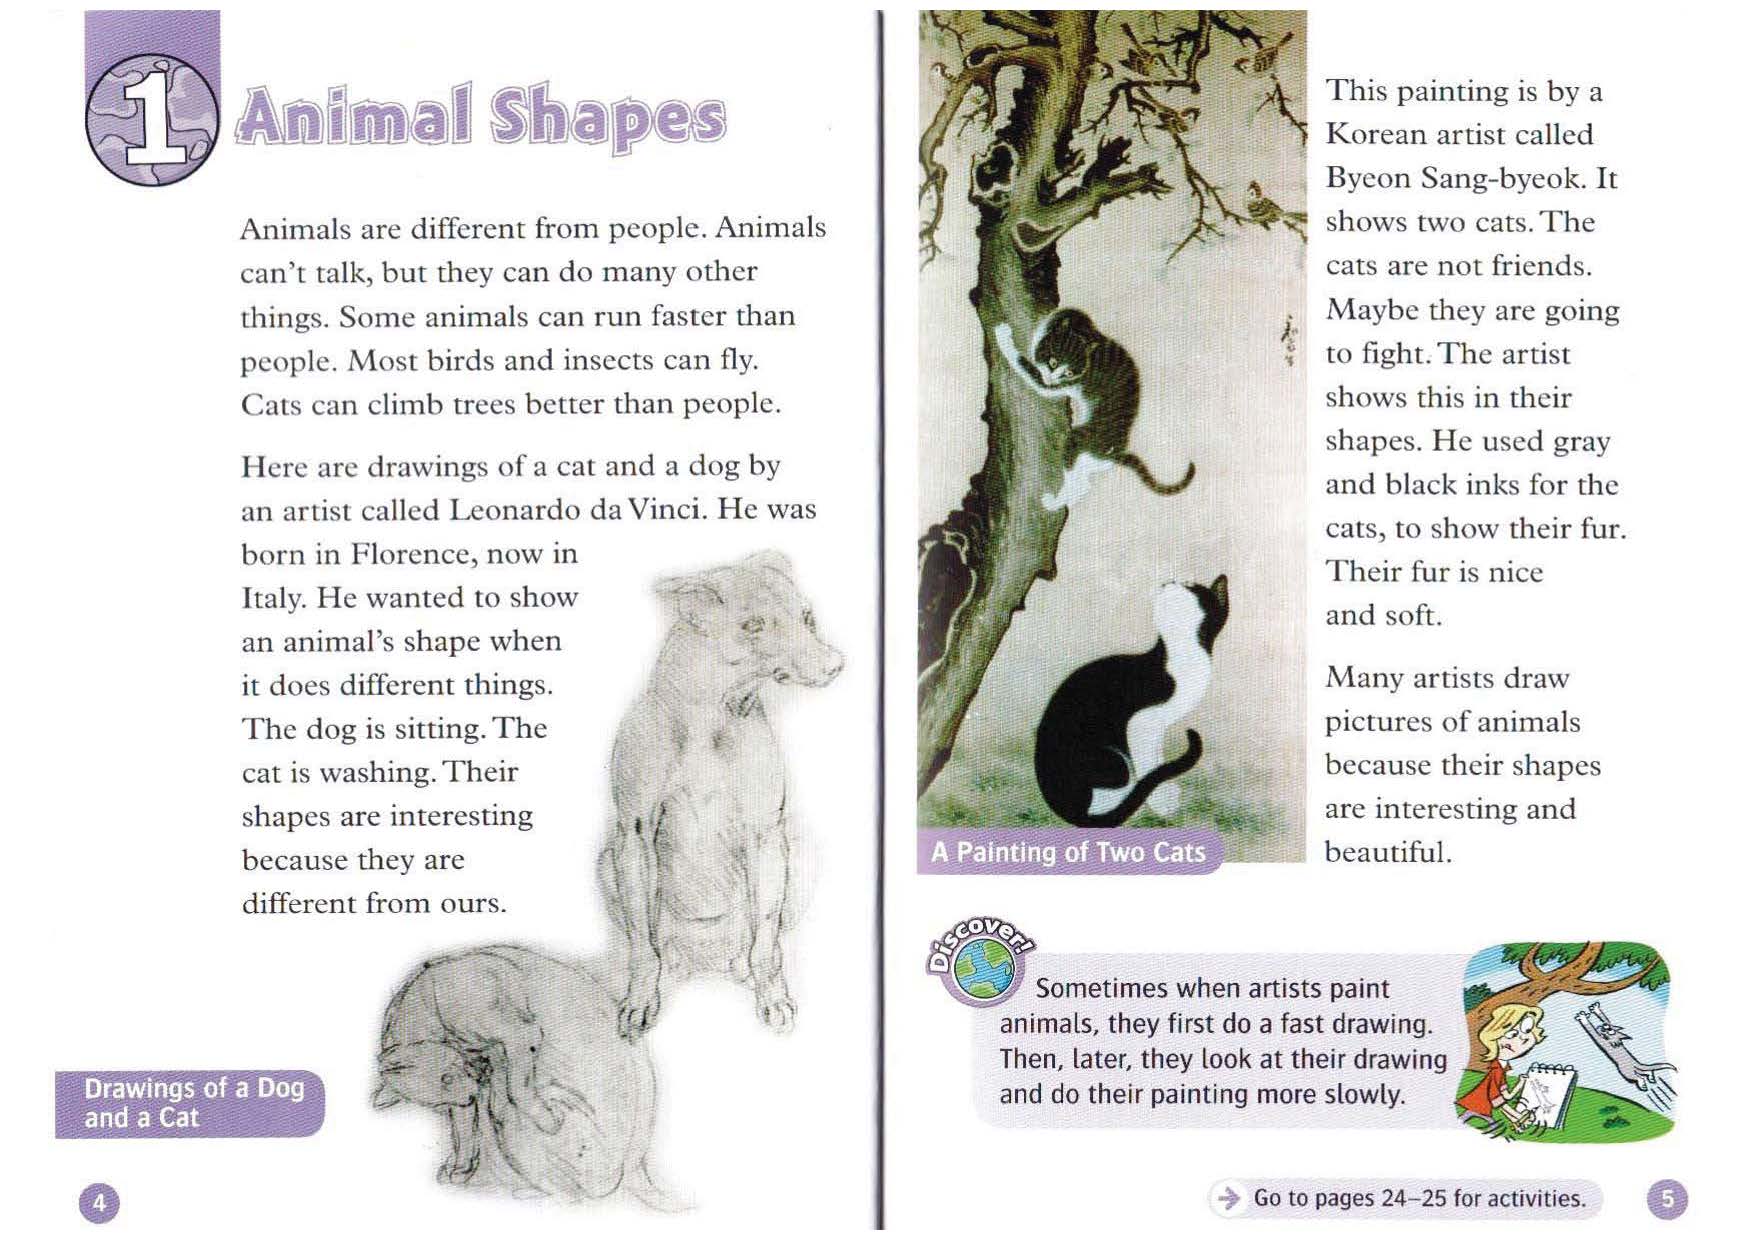 1
Animal Shapes
Animals are different from people. Animals
can't talk, but they can do many other
things. Some animals can run faster than
people. Most birds and insects can fly.
Cats can climb trees better than people.
Here are drawings of a cat and a dog by
an artist called Leonardo da Vinci. He was
born in Florence, now in
Italy. He wanted to show
an animal's shape when
it does different things.
The dog is sitting. The
cat is washing. Their
shapes are interesting
because they are
different from ours.
Drawings of a Dog
and a Cat
4
This painting is by a
Korean artist called
Byeon Sang-byeok. It
shows two cats. The
cats are not friends.
Maybe they are going
to fight. The artist
shows this in their
shapes. He used gray
and black inks for the
cats, to show their fur.
Their fur is nice
and soft.
Many artists draw
pictures of animals
because their shapes
are interesting and
beautiful.
A Painting of Two Cats
Discover!
Sometimes when artists paint
animals, they first do a fast drawing.
Then, later, they look at their drawing
and do their painting more slowly.
Go to pages 24–25 for activities.
5